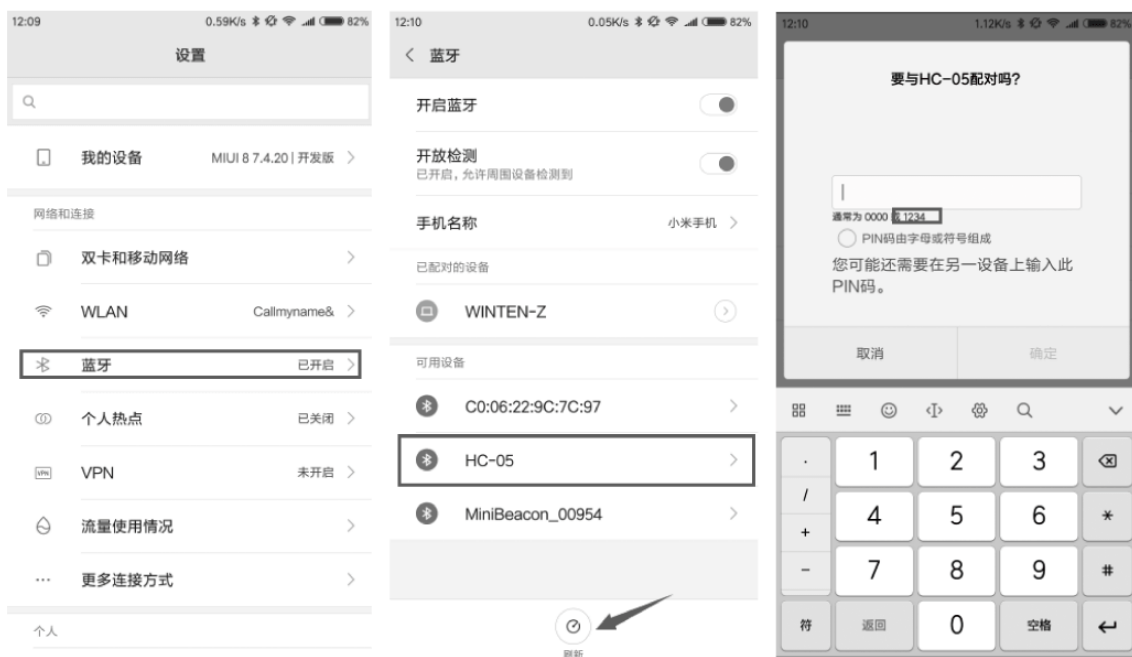 12:09
0.59K/s
82%
设置
我的设备
MIUI 8 7.4.20 | 开发版
网络和连接
双卡和移动网络
WLAN
Callmyname&
蓝牙
已开启
个人热点
已关闭
VPN
VPN
未开启
流量使用情况
更多连接方式
个人
12:10
0.05K/s
82%
蓝牙
开启蓝牙
开放检测
已开启，允许周围设备检测到
手机名称
小米手机
已配对的设备
WINTEN-Z
可用设备
C0:06:22:9C:7C:97
HC-05
MiniBeacon_00954
刷新
12:10
1.12K/s
82%
要与HC-05配对吗?
通常为 0000 或 1234
PIN码由字母或符号组成
您可能还需要在另一设备上输入此
PIN码。
取消
确定
.
1
2
3
/
4
5
6
*
+
-
7
8
9
#
符
返回
0
空格